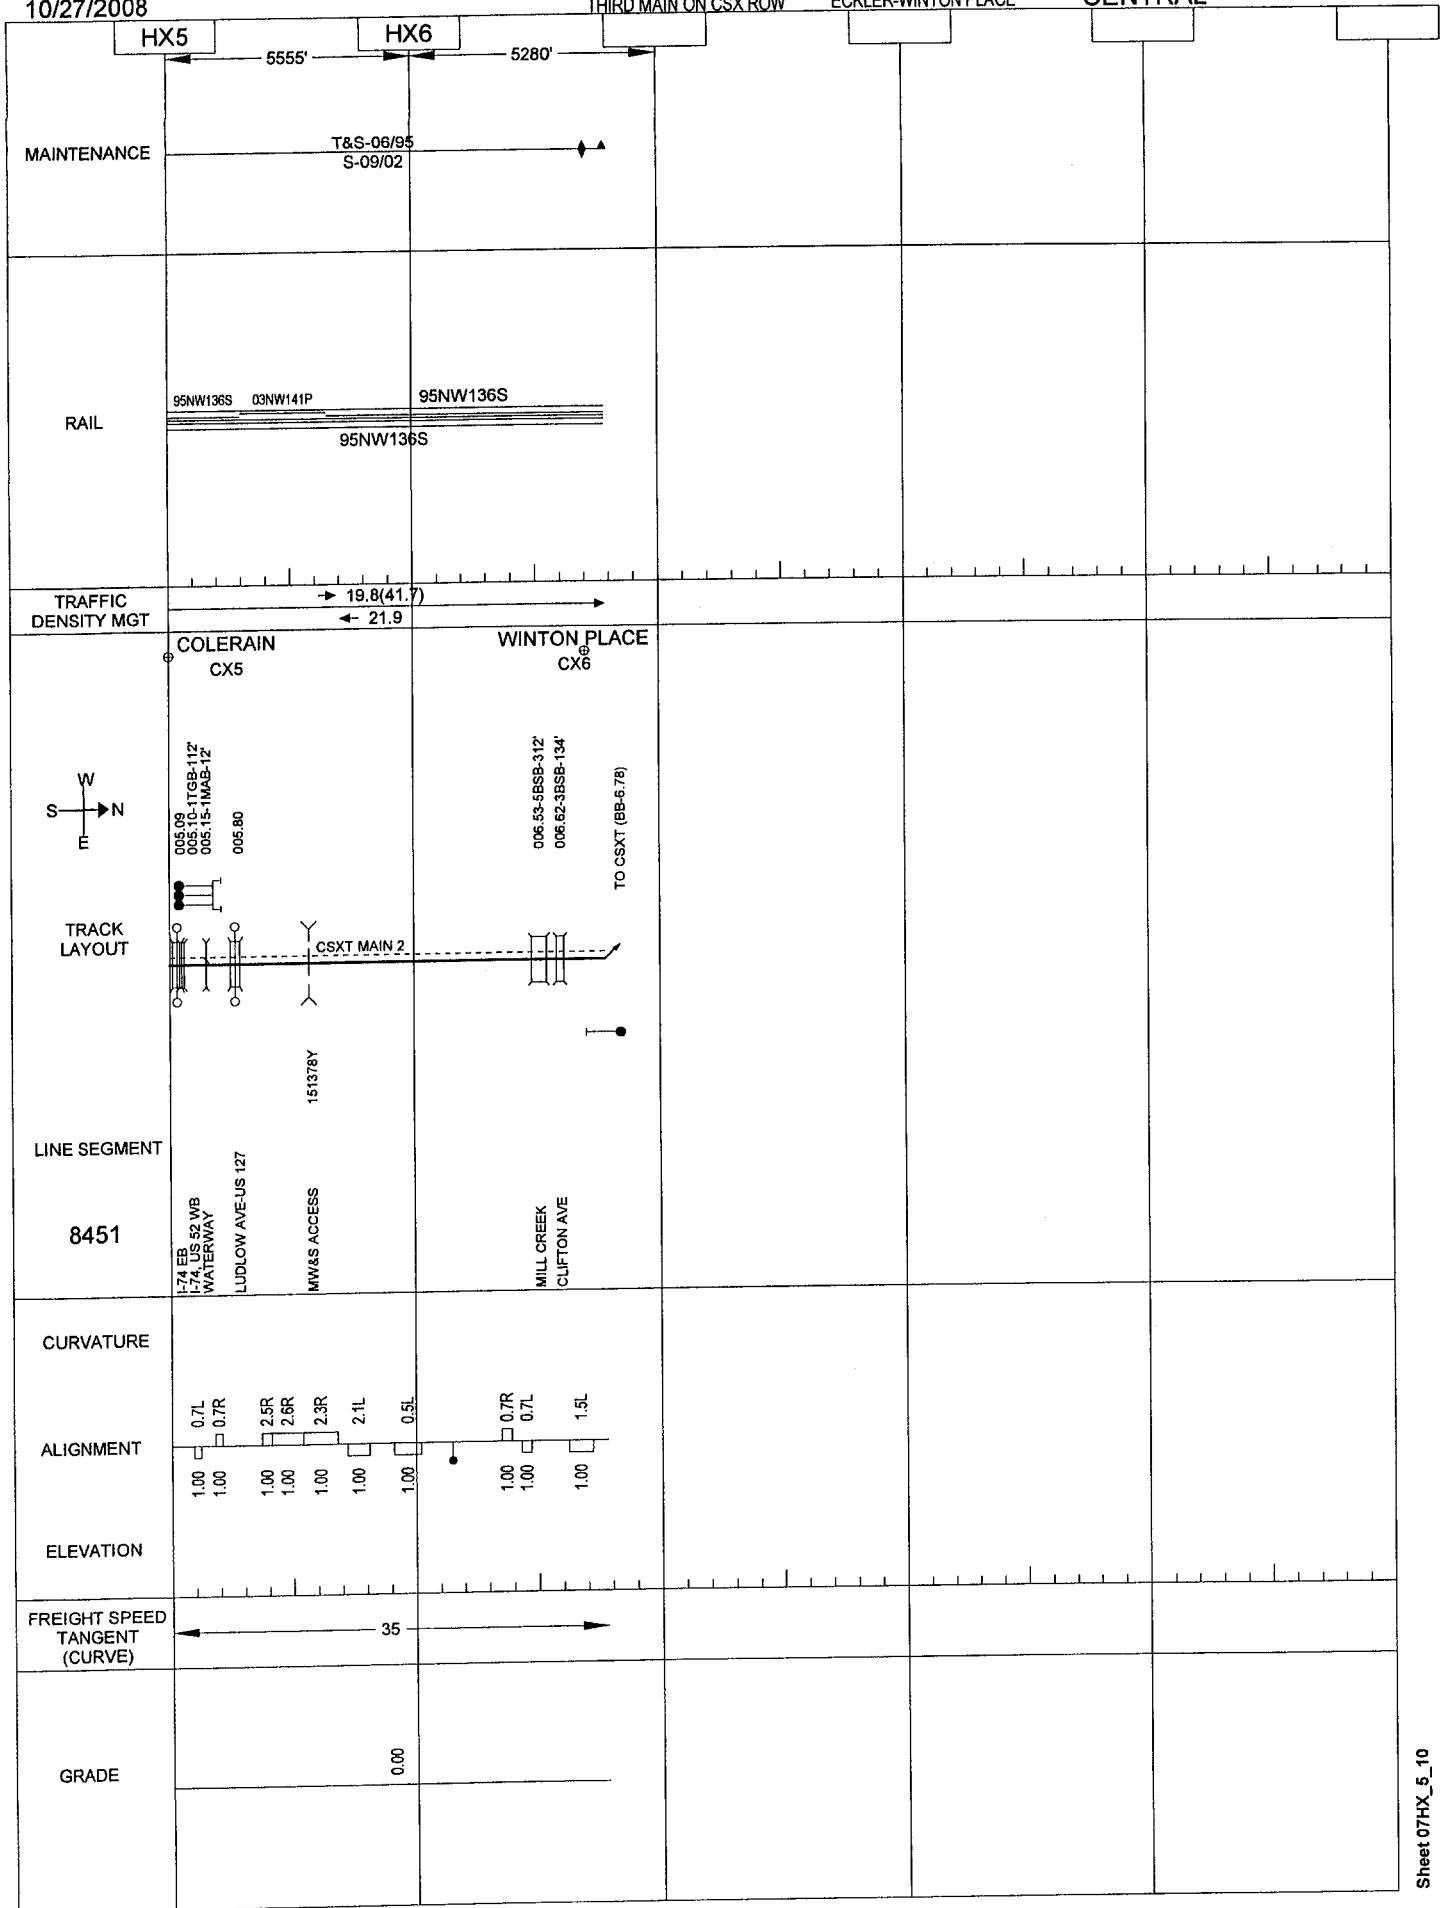 10/27/2008
THIRD MAIN ON CSX ROW ECKLER-WINTON PLACE CENTRAL
HX5 HX6
5555' 5280'
MAINTENANCE
T&S-06/95
S-09/02
RAIL
95NW136S 03NW141P 95NW136S
95NW136S
TRAFFIC
DENSITY MGT
19.8(41.7)
21.9
COLERAIN
CX5
WINTON PLACE
CX6
W
S N
E
005.09
005.10-1TGB-112'
005.15-1MAB-12'
005.80
006.53-5BSB-312'
006.62-3BSB-134'
TO CSXT (BB-6.78)
TRACK
LAYOUT
CSXT MAIN 2
151378Y
LINE SEGMENT
8451
I-74 EB
I-74, US 52 WB
WATERWAY
LUDLOW AVE-US 127
MW&S ACCESS
MILL CREEK
CLIFTON AVE
CURVATURE
0.7L 0.7R 2.5R 2.6R 2.3R 2.1L 0.5L 0.7R 0.7L 1.5L
ALIGNMENT
1.00 1.00 1.00 1.00 1.00 1.00 1.00 1.00 1.00 1.00
ELEVATION
FREIGHT SPEED
TANGENT
(CURVE)
35
GRADE
0.00
Sheet 07HX_5_10